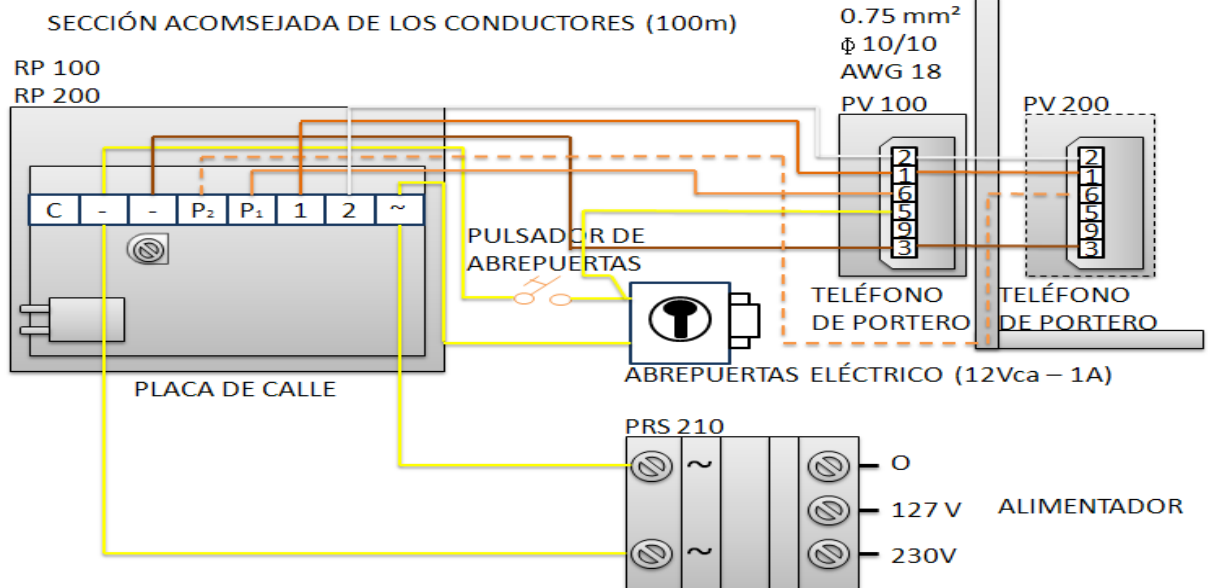 SECCIÓN ACOMSEJADA DE LOS CONDUCTORES (100m)
0.75 mm²
ϕ 10/10
AWG 18
RP 100
RP 200
PV 100
PV 200
C - - P₂ P₁ 1 2 ~
2
1
6
5
9
3
2
1
6
5
9
3
PULSADOR DE
ABREPUERTAS
TELÉFONO
DE PORTERO
TELÉFONO
DE PORTERO
PLACA DE CALLE
ABREPUERTAS ELÉCTRICO (12Vca – 1A)
PRS 210
~ O
127 V
ALIMENTADOR
~ 230V